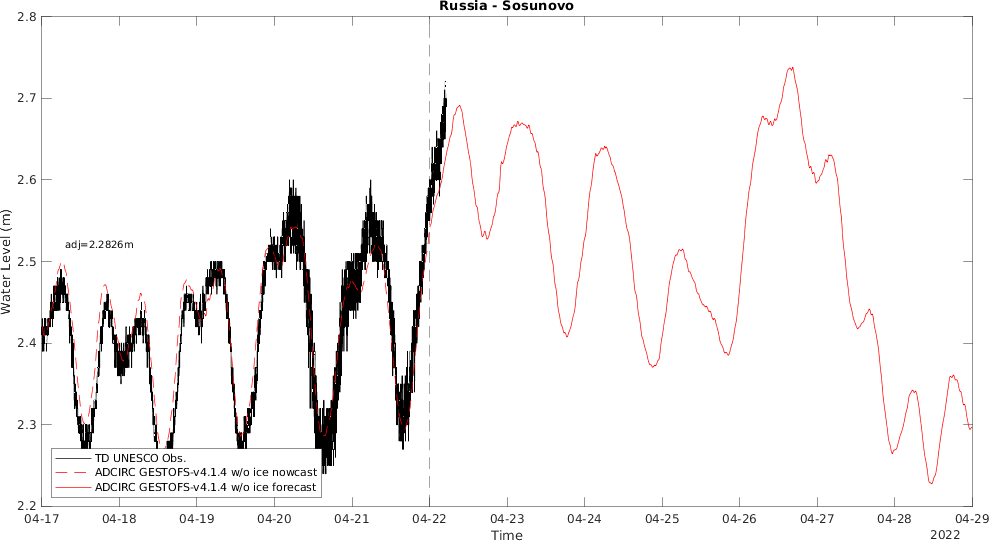 Russia - Sosunovo
2.8
2.7
2.6
2.5
2.4
2.3
2.2
Water Level (m)
adj=2.2826m
TD UNESCO Obs.
ADCIRC GESTOFS-v4.1.4 w/o ice nowcast
ADCIRC GESTOFS-v4.1.4 w/o ice forecast
04-17 04-18 04-19 04-20 04-21 04-22 04-23 04-24 04-25 04-26 04-27 04-28 04-29
Time
2022